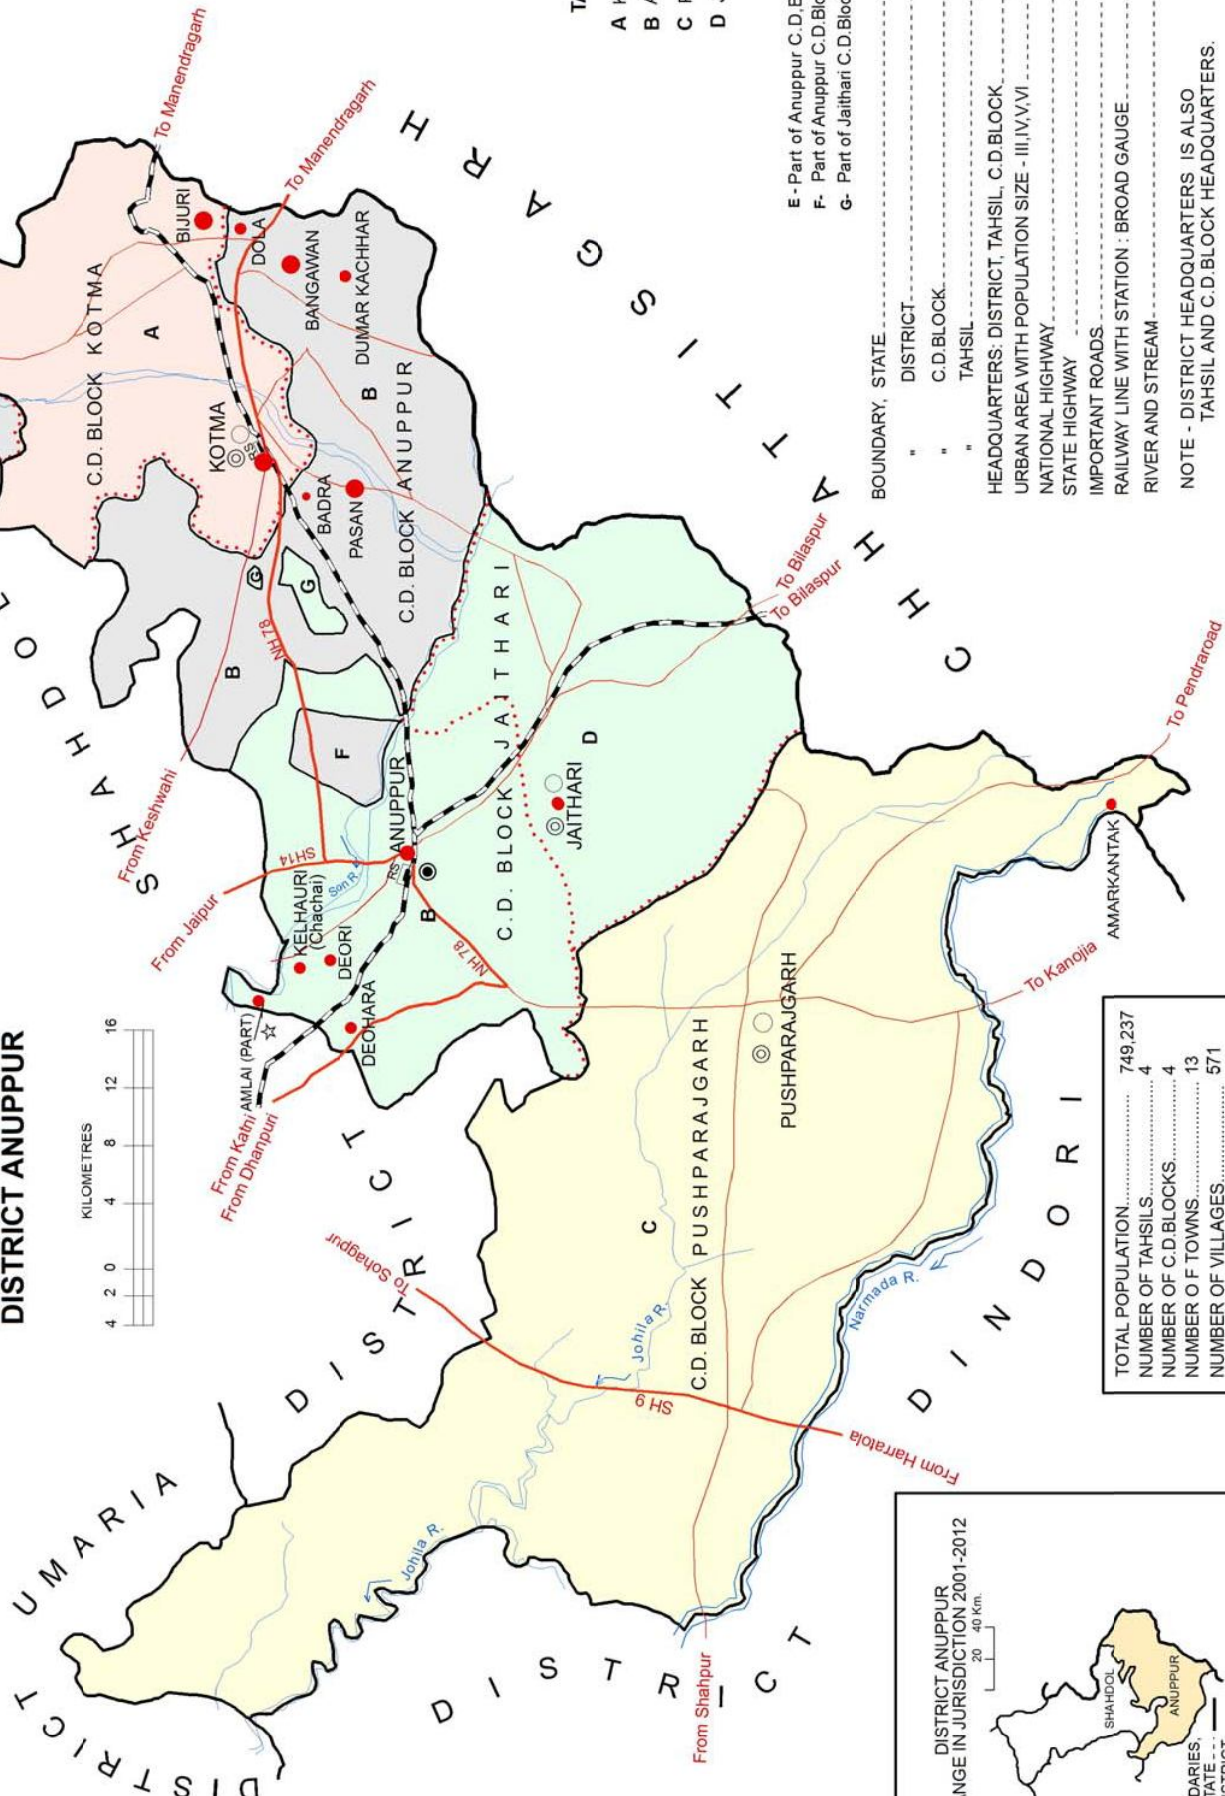 DISTRICT ANUPPUR
KILOMETRES
4 2 0 4 8 12 16
UMARIA
DISTRICT
DISTRICT
SHAHDOL
CHHATTISGARH
DINDORI
DISTRICT
To Manendragarh
To Manendragarh
From Keshwahi
From Jaipur
From Katni
From Dhanpuri
To Sohagpur
From Harratola
From Shahpur
To Kanojia
To Pendraroad
To Bilaspur
To Bilaspur
C.D. BLOCK KOTMA
A
BIJURI
DOLA
BANGAWAN
DUMAR KACHHAR
KOTMA
RS
BADRA
PASAN
B
C.D. BLOCK ANUPPUR
B
G
G
NH 78
F
SH14
Son R.
KELHAURI
(Chachai)
DEORI
DEOHARA
AMLAI (PART)
ANUPPUR
RS
B
NH 78
C.D. BLOCK JAITHARI
JAITHARI
D
C.D. BLOCK PUSHPARAJGARH
C
PUSHPARAJGARH
AMARKANTAK
SH 9
Johila R.
Johila R.
Narmada R.
A
B
C
D
E - Part of Anuppur
F- Part of Anuppur
G- Part of Jaithari C.D.
BOUNDARY, STATE
" DISTRICT
" C.D.BLOCK
" TAHSIL
HEADQUARTERS: DISTRICT, TAHSIL, C.D.BLOCK
URBAN AREA WITH POPULATION SIZE - III,IV,V,VI
NATIONAL HIGHWAY
STATE HIGHWAY
IMPORTANT ROADS
RAILWAY LINE WITH STATION : BROAD GAUGE
RIVER AND STREAM
NOTE - DISTRICT HEADQUARTERS IS ALSO
TAHSIL AND C.D.BLOCK HEADQUARTERS.
TOTAL POPULATION 749,237
NUMBER OF TAHSILS 4
NUMBER OF C.D.BLOCKS 4
NUMBER OF TOWNS 13
NUMBER OF VILLAGES 571
DISTRICT ANUPPUR
IN JURISDICTION 2001-2012
20 40 Km.
SHAHDOL
ANUPPUR